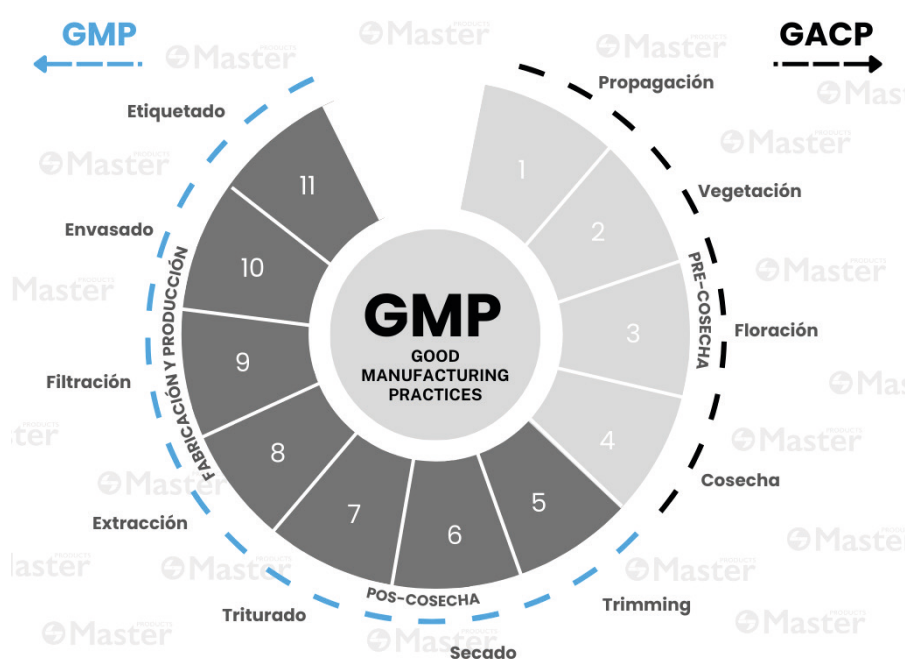 GMP
GACP
Propagación
Vegetación
Floración
Cosecha
Trimming
Secado
Triturado
Extracción
Filtración
Envasado
Etiquetado
1
2
3
4
5
6
7
8
9
10
11
PRE-COSECHA
POS-COSECHA
FABRICACIÓN Y PRODUCCIÓN
GMP
GOOD
MANUFACTURING
PRACTICES
Master
PRODUCTS